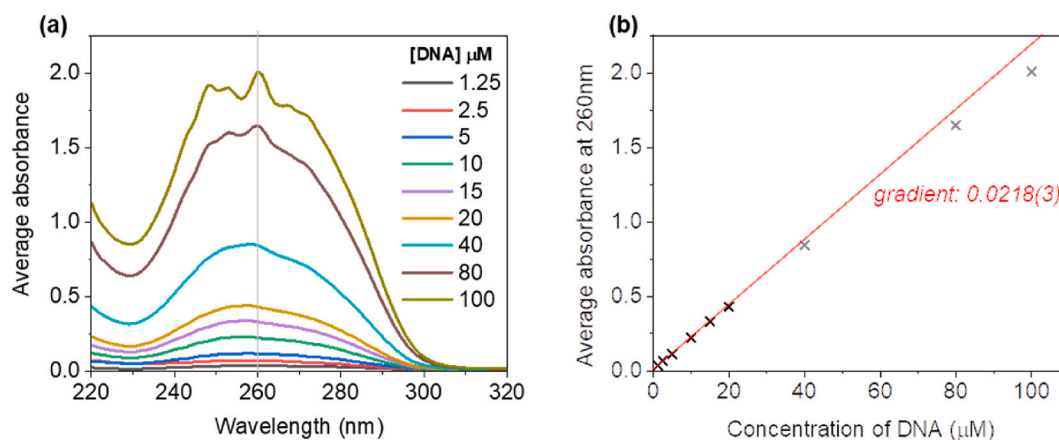 (a)
[DNA] μM
1.25
2.5
5
10
15
20
40
80
100
2.0
1.5
1.0
0.5
0.0
220 240 260 280 300 320
Average absorbance
Wavelength (nm)
(b)
2.0
1.5
1.0
0.5
0.0
0 20 40 60 80 100
Average absorbance at 260nm
gradient: 0.0218(3)
Concentration of DNA (μM)